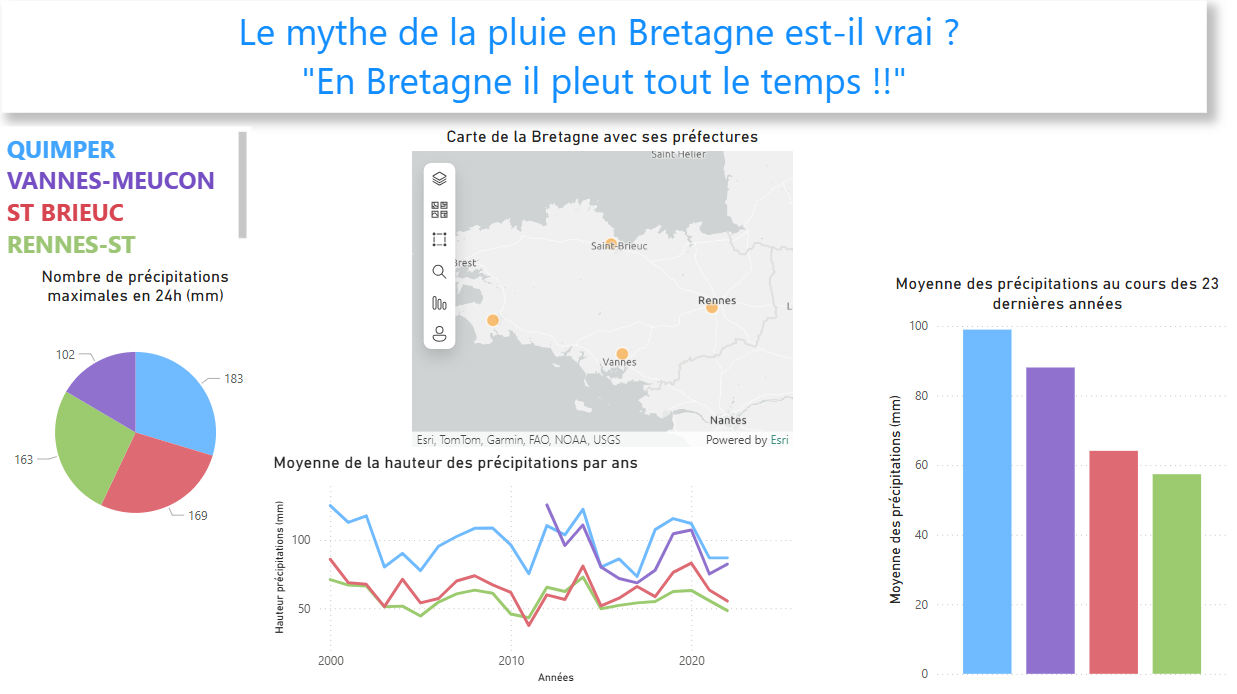 Le mythe de la pluie en Bretagne est-il vrai ?
"En Bretagne il pleut tout le temps !!"
QUIMPER
VANNES-MEUCON
ST BRIEUC
RENNES-ST
Nombre de précipitations
maximales en 24h (mm)
102
183
163
169
Carte de la Bretagne avec ses préfectures
Saint Helier
Saint-Brieuc
Brest
Rennes
L
Vannes
Nantes
Esri, TomTom, Garmin, FAO, NOAA, USGS
Powered by Esri
Moyenne de la hauteur des précipitations par ans
Hauteur précipitations (mm)
100
50
2000
2010
2020
Années
Moyenne des précipitations au cours des 23
dernières années
Moyenne des précipitations (mm)
100
80
60
40
20
0